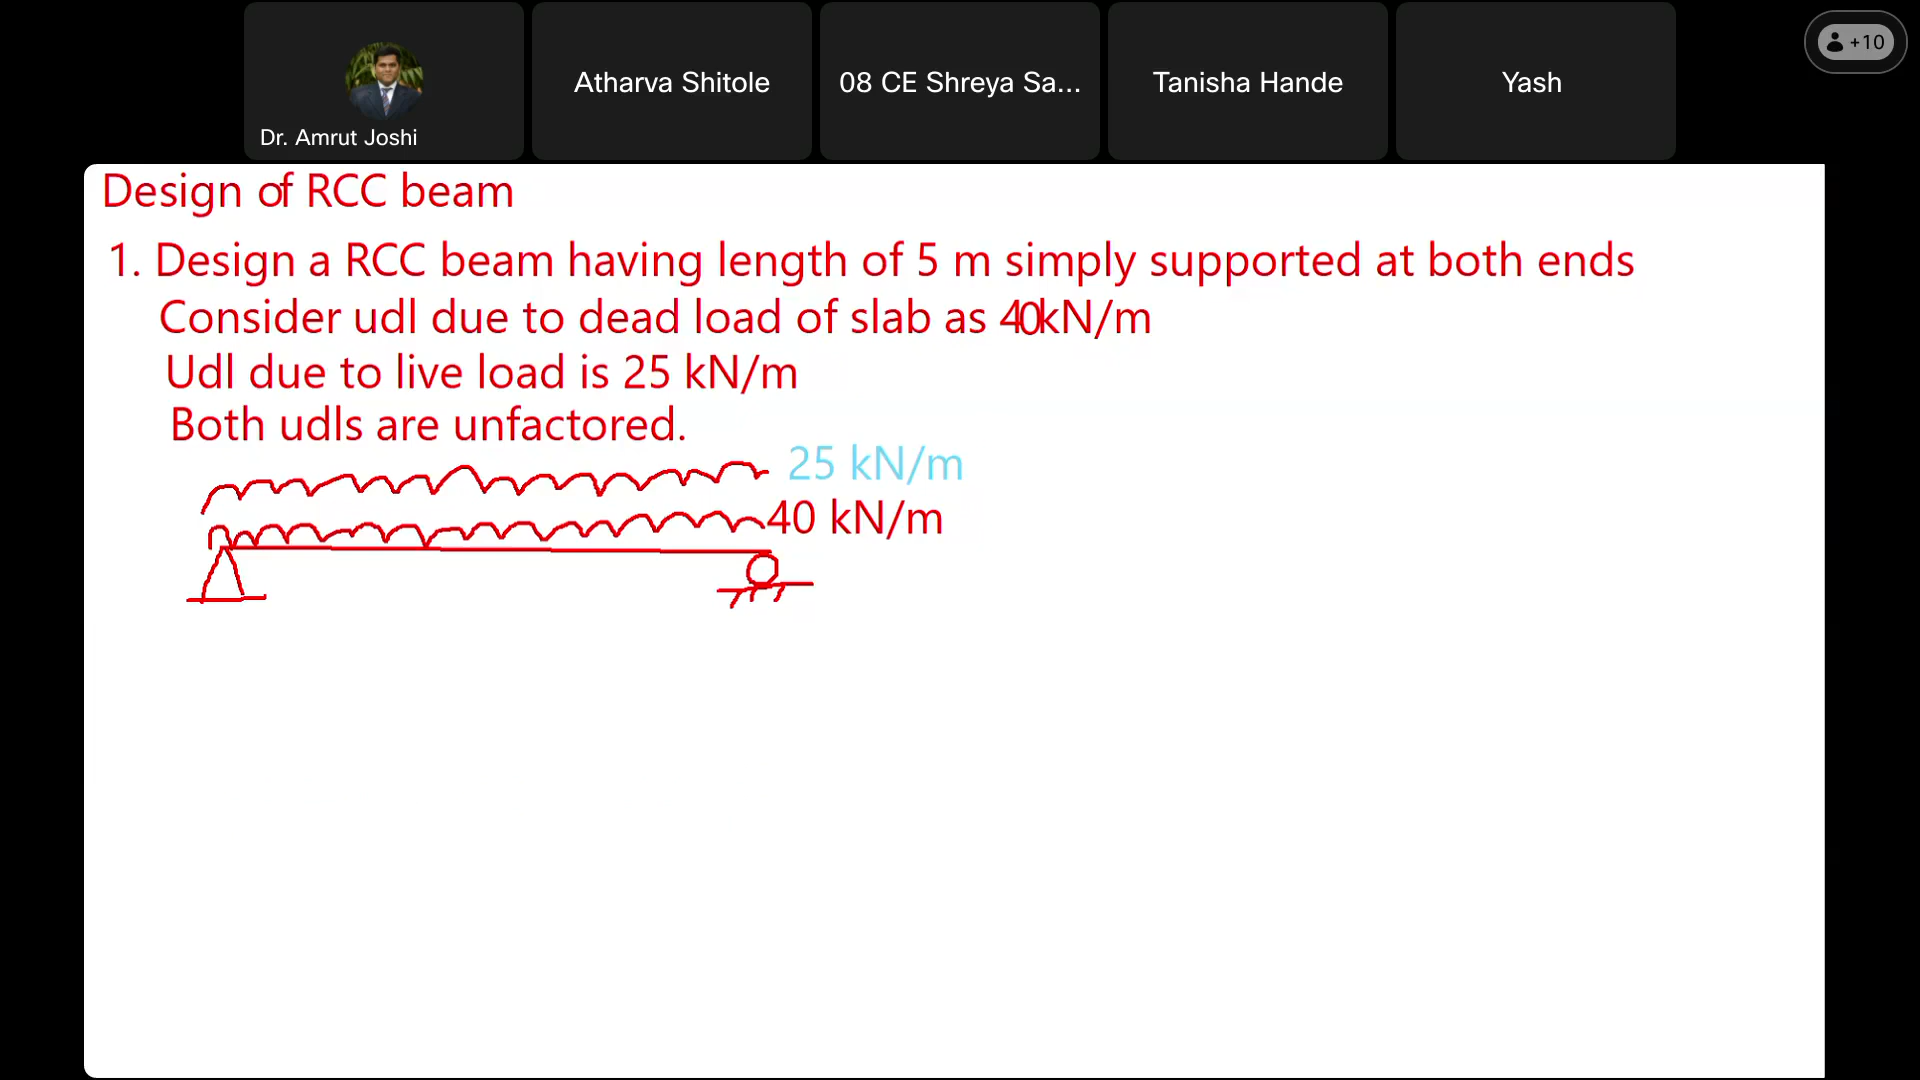 +10
Atharva Shitole
08 CE Shreya Sa...
Tanisha Hande
Yash
Dr. Amrut Joshi
Design of RCC beam
1. Design a RCC beam having length of 5 m simply supported at both ends
Consider udl due to dead load of slab as 40kN/m
Udl due to live load is 25 kN/m
Both udls are unfactored.
25 kN/m
40 kN/m